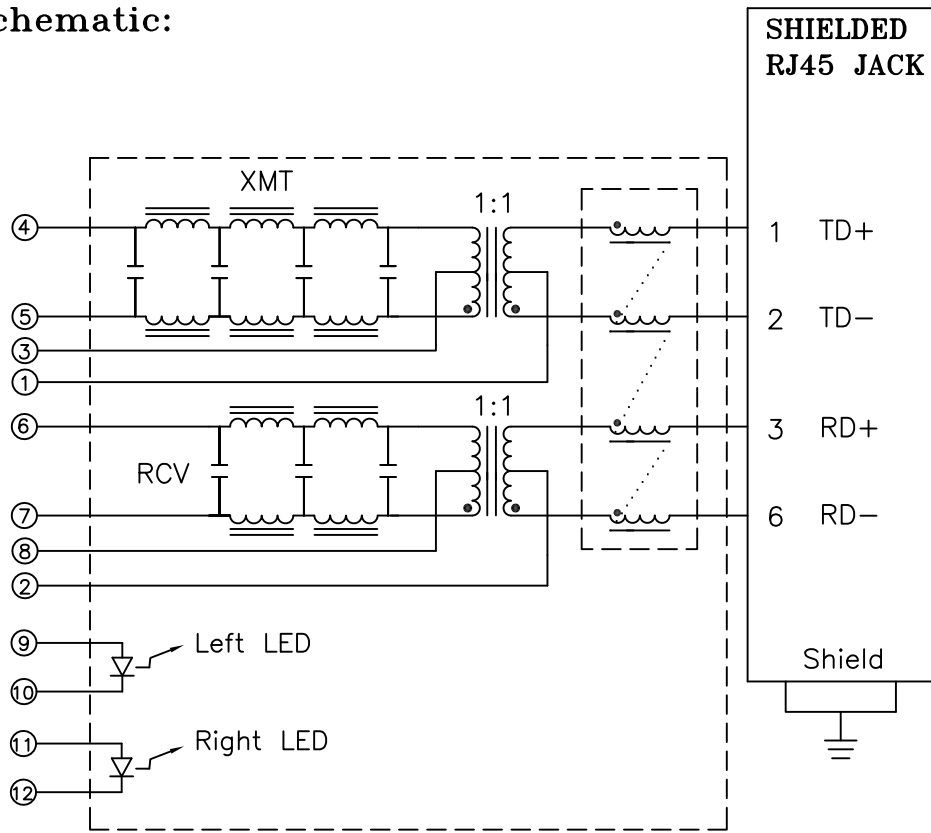 chematic:
SHIELDED
RJ45 JACK
XMT
1:1
4
1 TD+
5
2 TD-
3
1
1:1
6
3 RD+
RCV
7
6 RD-
8
2
9
Left LED
10
Shield
11
Right LED
12